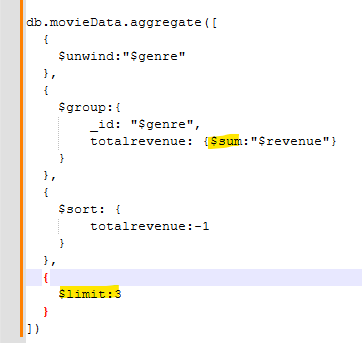 db.movieData.aggregate([
{
$unwind:"$genre"
},
{
$group:{
_id: "$genre",
totalrevenue: {$sum:"$revenue"}
}
},
{
$sort: {
totalrevenue:-1
}
},
{
$limit:3
}
])